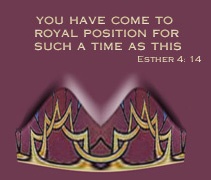 YOU HAVE COME TO
ROYAL POSITION FOR
SUCH A TIME AS THIS
ESTHER 4: 14